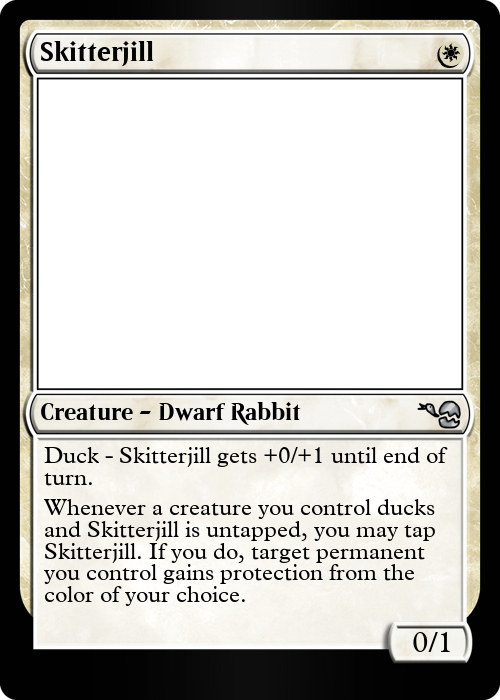 Skitterjill
Creature – Dwarf Rabbit
Duck - Skitterjill gets +0/+1 until end of
turn.
Whenever a creature you control ducks
and Skitterjill is untapped, you may tap
Skitterjill. If you do, target permanent
you control gains protection from the
color of your choice.
0/1